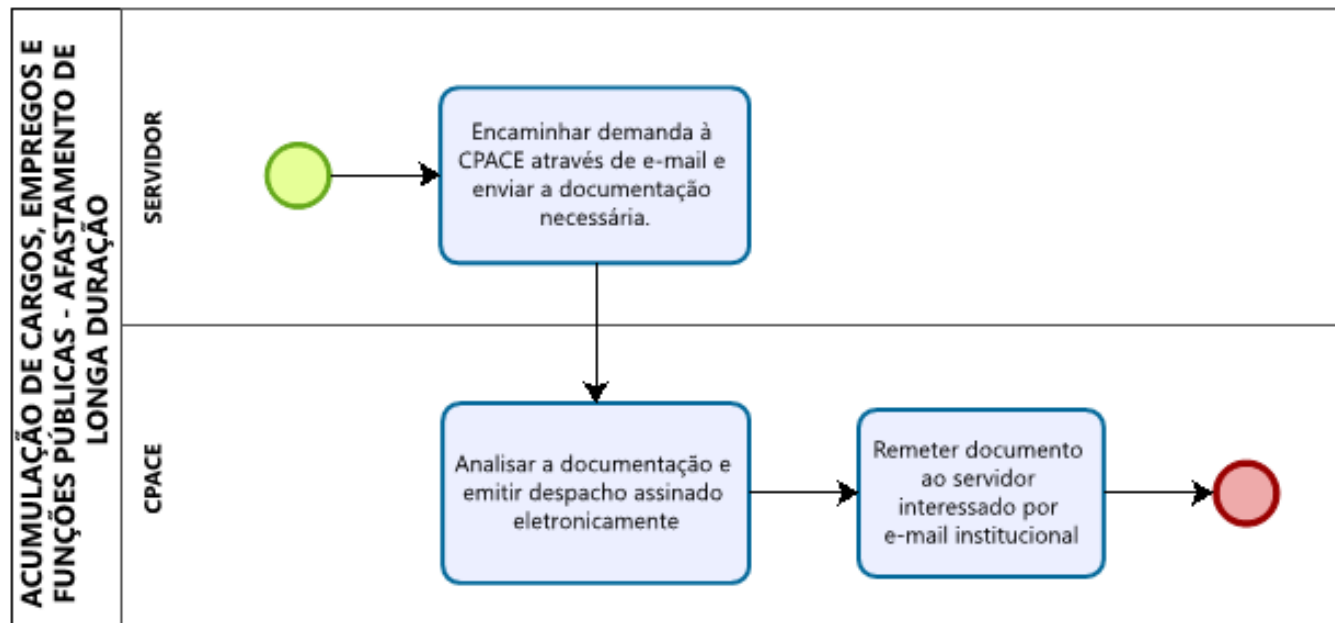 ACUMULAÇÃO DE CARGOS, EMPREGOS E
FUNÇÕES PÚBLICAS - AFASTAMENTO DE
LONGA DURAÇÃO
SERVIDOR
Encaminhar demanda à
CPACE através de e-mail e
enviar a documentação
necessária.
CPACE
Analisar a documentação e
emitir despacho assinado
eletronicamente
Remeter documento
ao servidor
interessado por
e-mail institucional